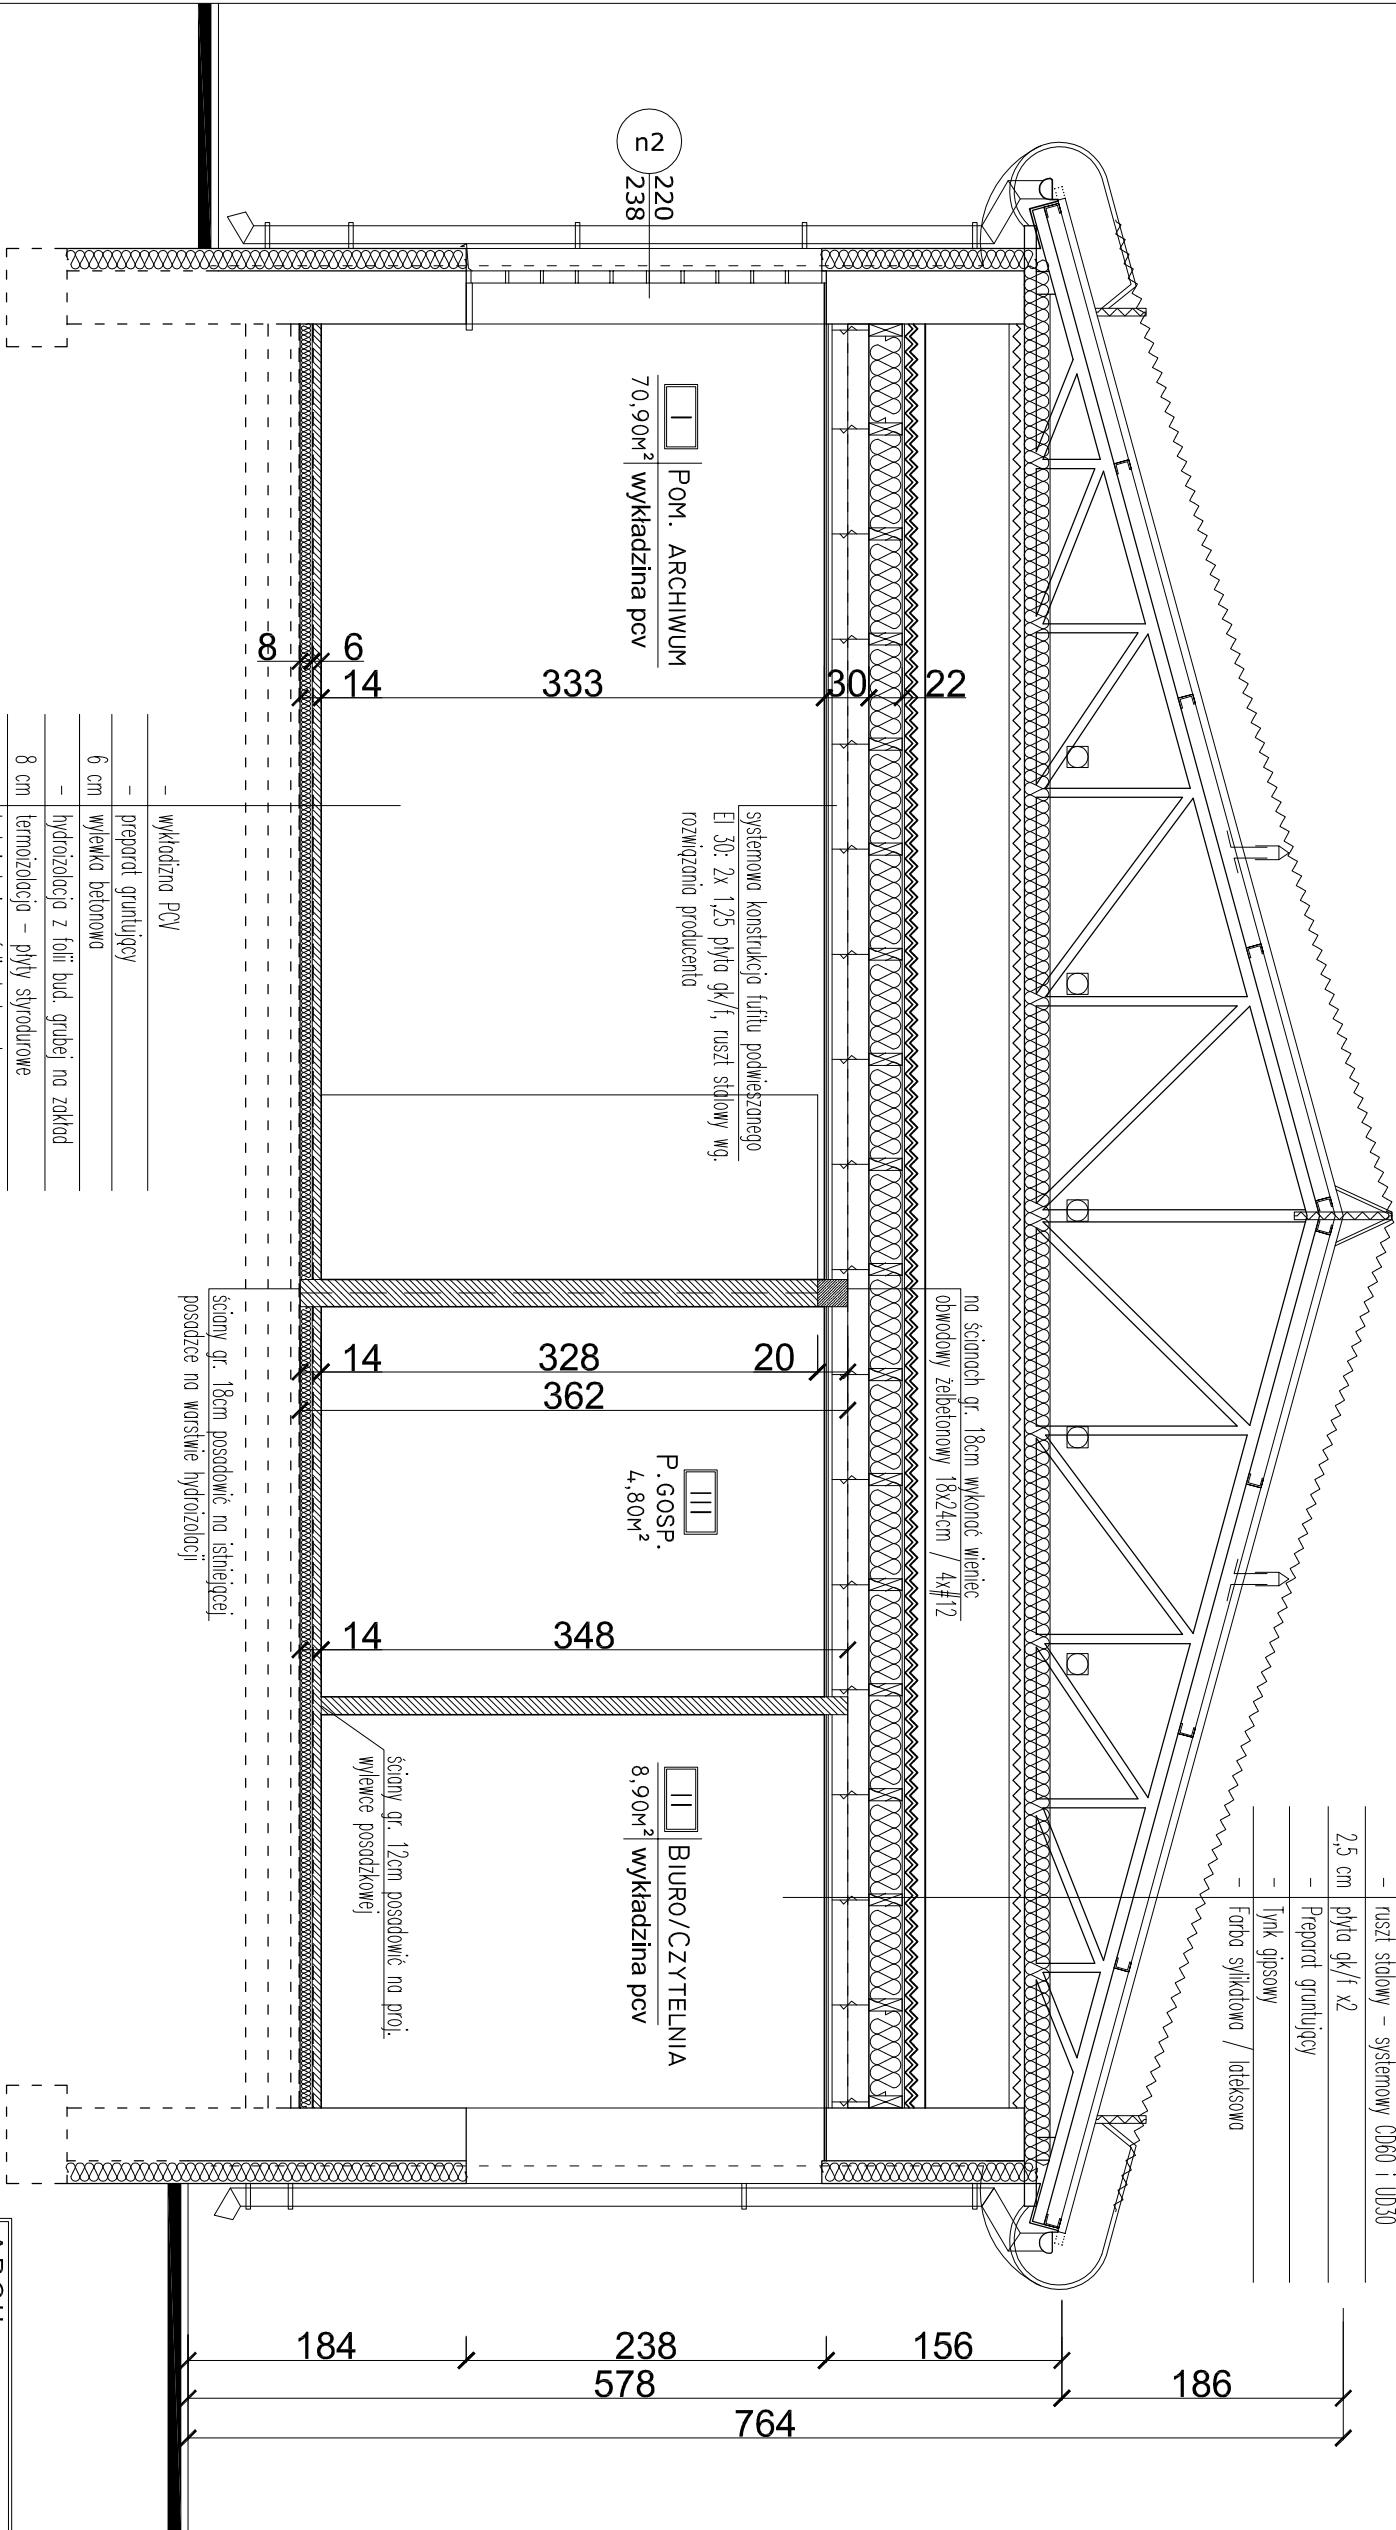 n2
220
238
I
POM. ARCHIWUM
70,90M²
wykładzina pcv
8
6
14
333
30
22
systemowa konstrukcja fufitu podwieszanego
EI 30: 2x 1,25 płyta gk/f, ruszt stalowy wg.
rozwiązania producenta
- wykładzina PCV
- preparat gruntujący
6 cm wylewka betonowa
- hydroizolacja z folii bud. grubej na zakład
8 cm termoizolacja - płyty styrodurowe
na ścianach gr. 18cm wykonać wieniec
obwodowy żelbetonowy 18x24cm / 4x#12
14
328
20
362
ściany gr. 18cm posadowić na istniejącej
posadzce na warstwie hydroizolacji
III
P.GOSP.
4,80M²
14
348
ściany gr. 12cm posadowić na proj.
wylewce posadzkowej
II
BIURO/CZYTELNIA
8,90M²
wykładzina pcv
- ruszt stalowy - systemowy CD60 i UD30
2,5 cm płyta gk/f x2
- Preparat gruntujący
- Tynk gipsowy
- Farba sylikatowa / lateksowa
184
238
156
578
186
764